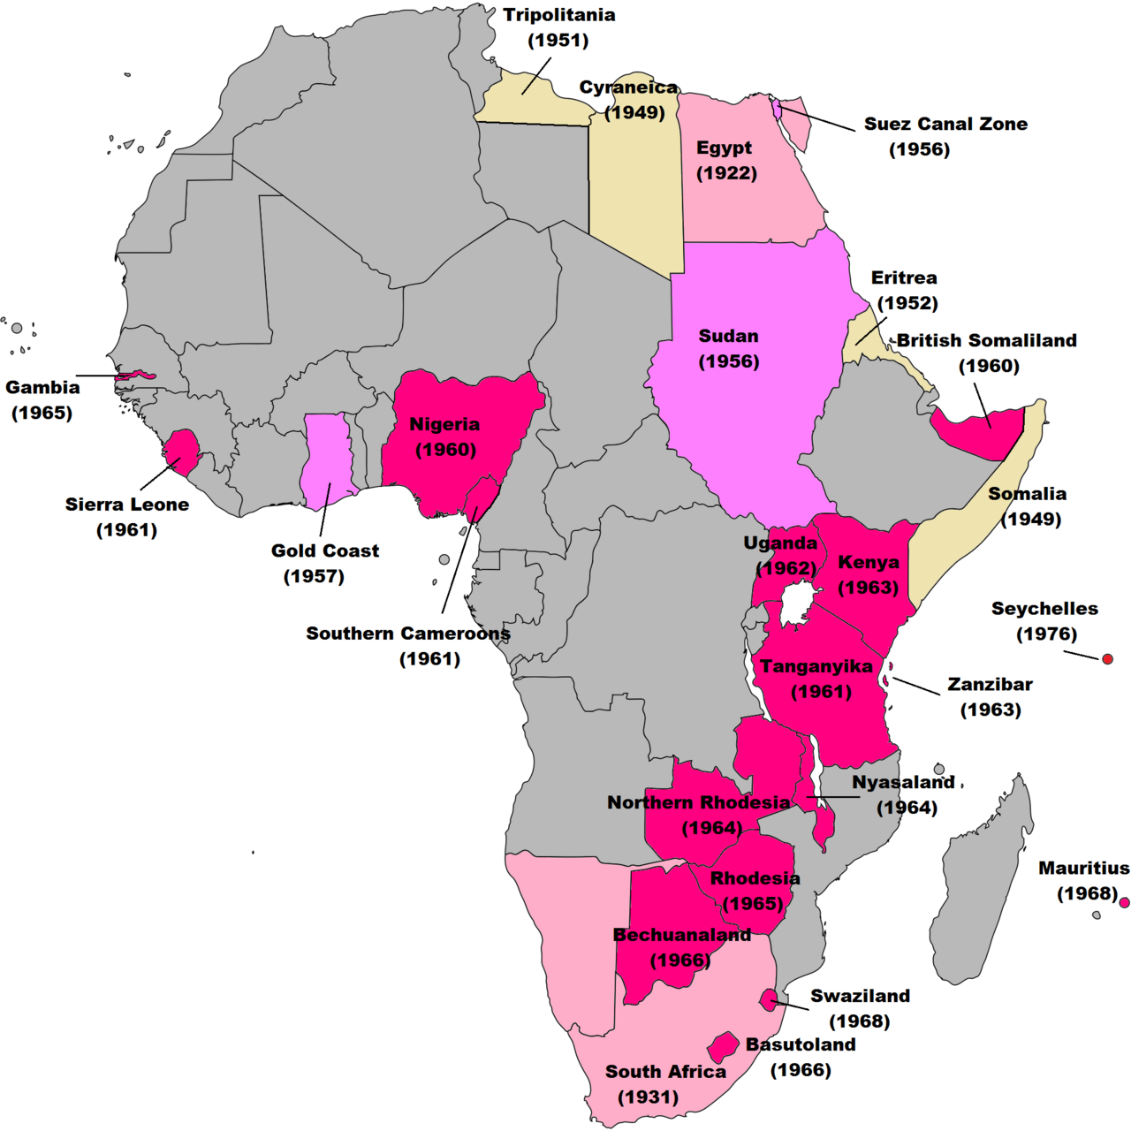 Tripolitania
(1951)
Cyraneica
(1949)
Suez Canal Zone
(1956)
Egypt
(1922)
Eritrea
(1952)
Sudan
(1956)
British Somaliland
(1960)
Gambia
(1965)
Nigeria
(1960)
Sierra Leone
(1961)
Somalia
(1949)
Gold Coast
(1957)
Uganda
(1962)
Kenya
(1963)
Seychelles
(1976)
Southern Cameroons
(1961)
Tanganyika
(1961)
Zanzibar
(1963)
Nyasaland
(1964)
Northern Rhodesia
(1964)
Rhodesia
(1965)
Mauritius
(1968)
Bechuanaland
(1966)
Swaziland
(1968)
Basutoland
(1966)
South Africa
(1931)